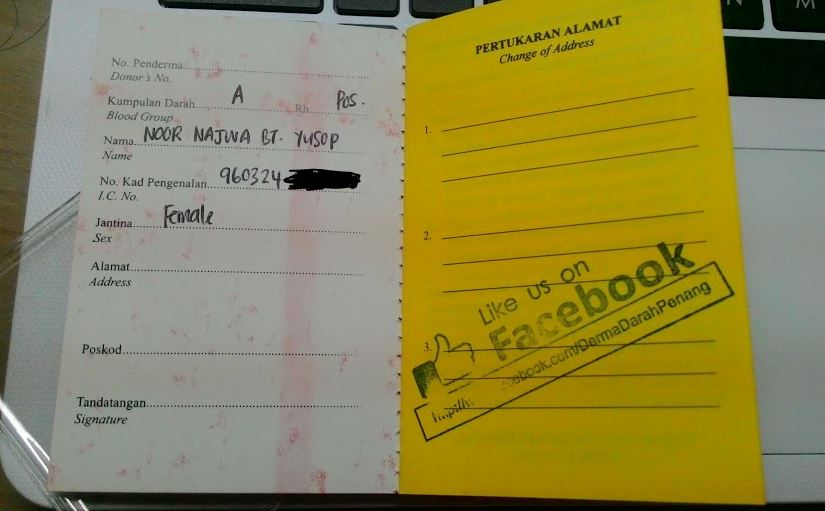 No. Penderma
Donor's No.
Kumpulan Darah A Rh Pos.
Blood Group
Nama NOOR NAJWA BT. YUSOP
Name
No. Kad Pengenalan 960324
I.C. No.
Jantina Female
Sex
Alamat
Address
Poskod
Tandatangan
Signature
PERTUKARAN ALAMAT
Change of Address
1.
2.
3.
Like us on
Facebook
ebook.com/DermaDarahPenang
N
M